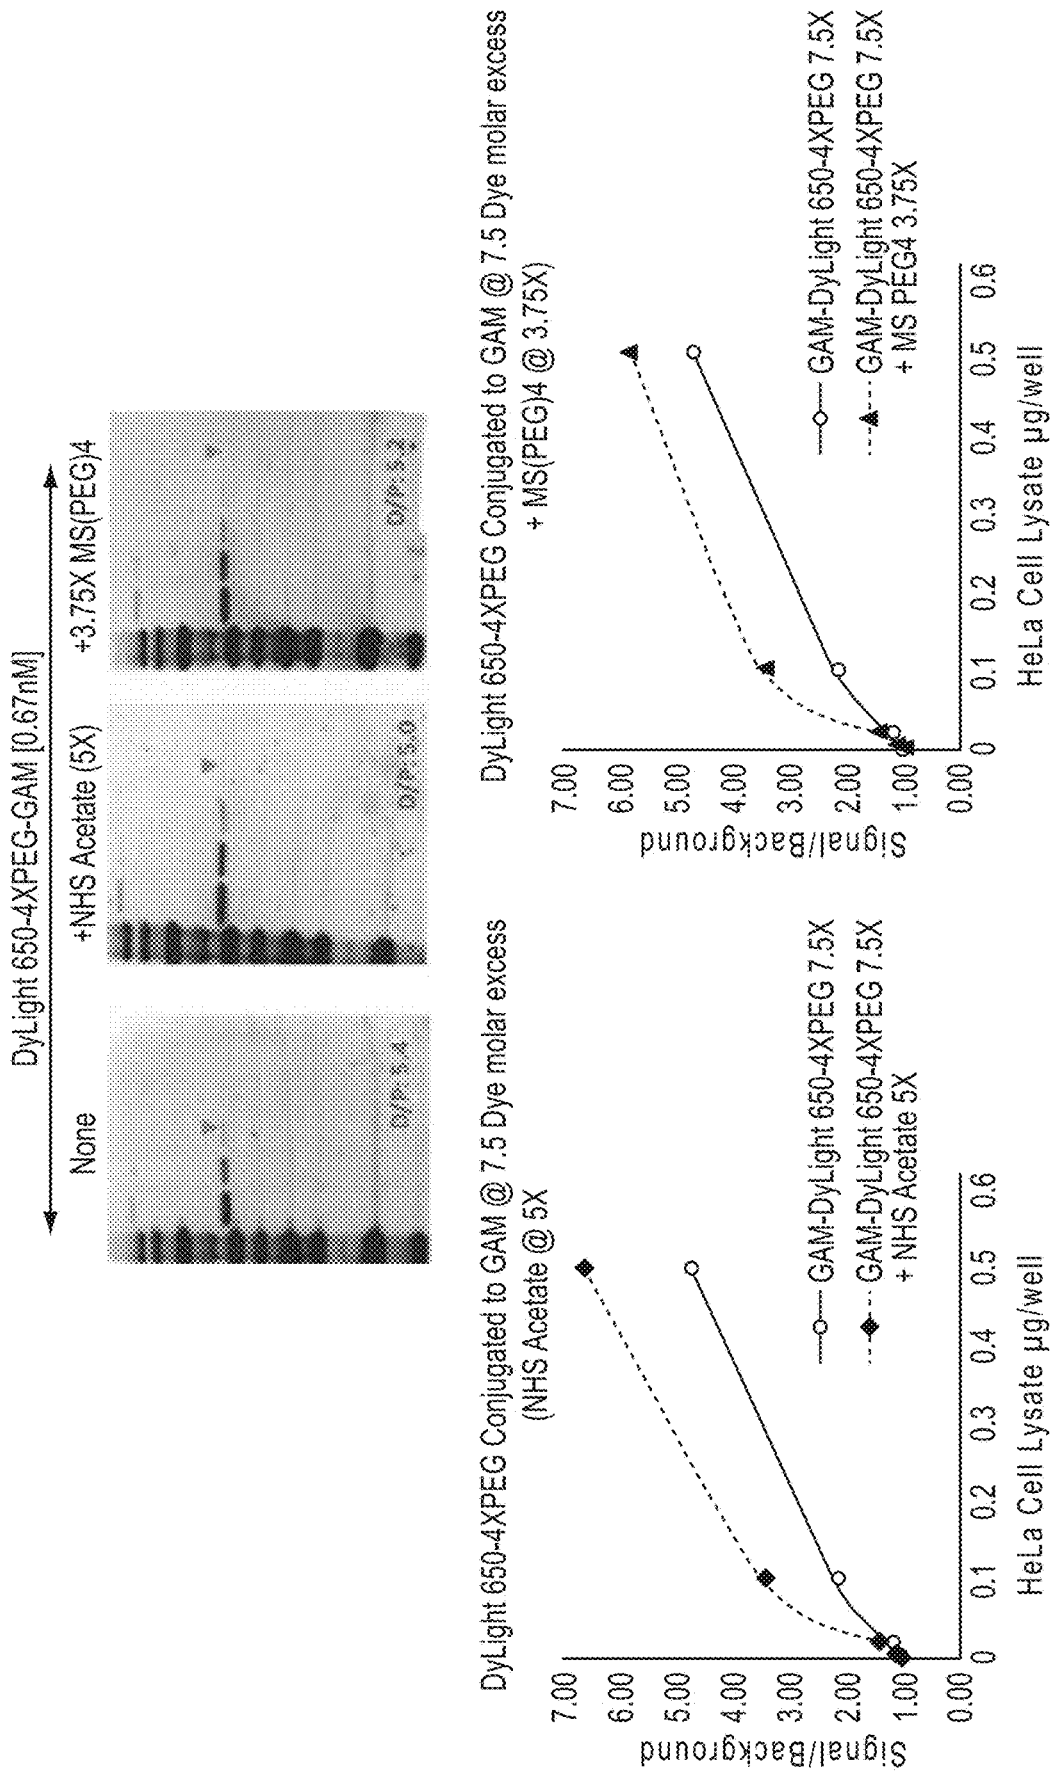 DyLight 650-4XPEG-GAM [0.67nM]
None
+NHS Acetate (5X)
+3.75X MS(PEG)4
D/P: 5.4
D/P: 5.0
D/P: 5.2
DyLight 650-4XPEG Conjugated to GAM @ 7.5 Dye molar excess
(NHS Acetate @ 5X
7.00
6.00
5.00
4.00
3.00
2.00
1.00
0.00
Signal/Background
0
0.1
0.2
0.3
0.4
0.5
0.6
HeLa Cell Lysate µg/well
GAM-DyLight 650-4XPEG 7.5X
GAM-DyLight 650-4XPEG 7.5X
+ NHS Acetate 5X
DyLight 650-4XPEG Conjugated to GAM @ 7.5 Dye molar excess
+ MS(PEG)4 @ 3.75X)
7.00
6.00
5.00
4.00
3.00
2.00
1.00
0.00
Signal/Background
0
0.1
0.2
0.3
0.4
0.5
0.6
HeLa Cell Lysate µg/well
GAM-DyLight 650-4XPEG 7.5X
GAM-DyLight 650-4XPEG 7.5X
+ MS PEG4 3.75X